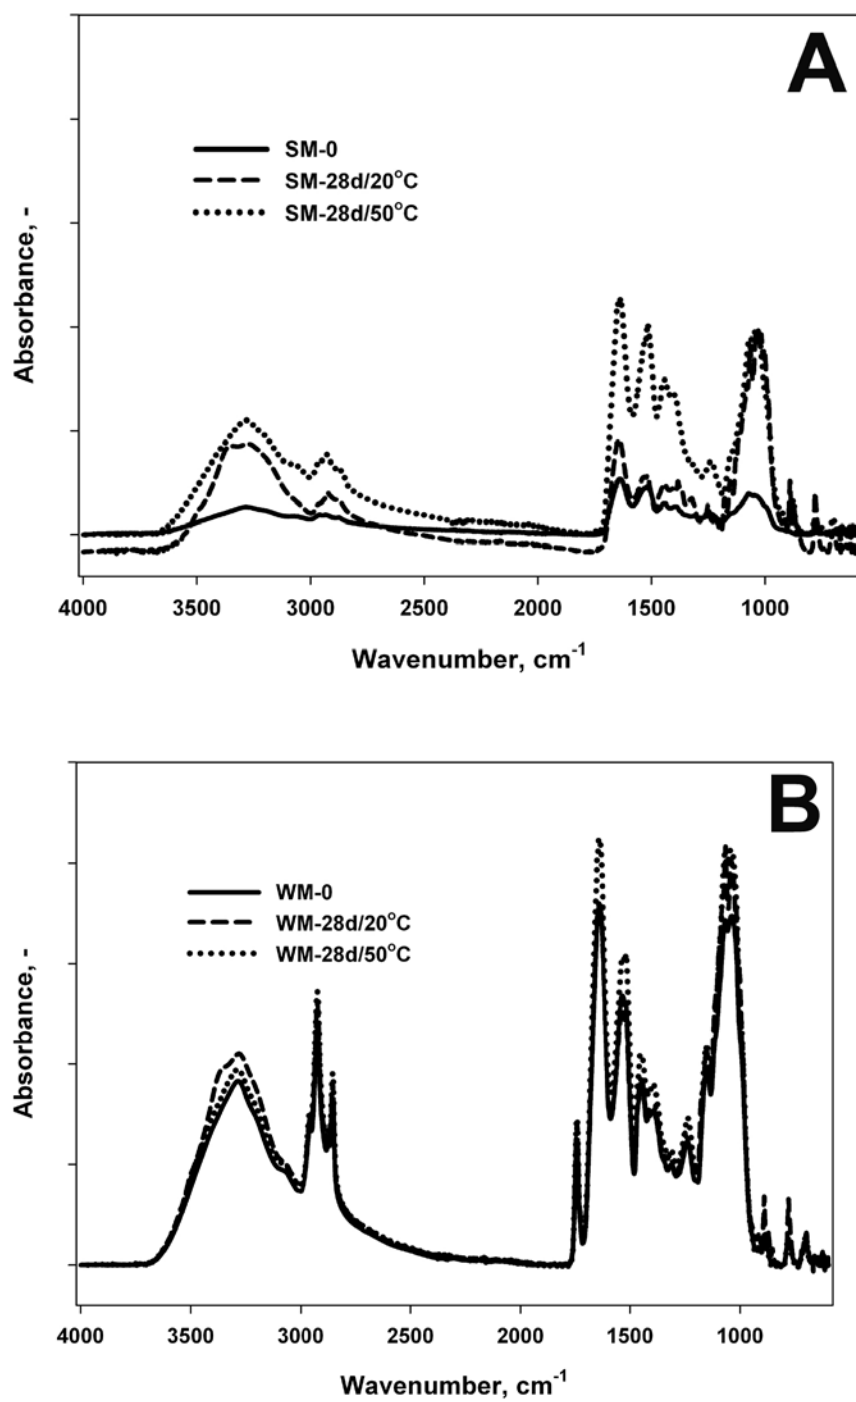 A
SM-0
SM-28d/20°C
SM-28d/50°C
Absorbance, -
4000 3500 3000 2500 2000 1500 1000
Wavenumber, cm⁻¹
B
WM-0
WM-28d/20°C
WM-28d/50°C
Absorbance, -
4000 3500 3000 2500 2000 1500 1000
Wavenumber, cm⁻¹